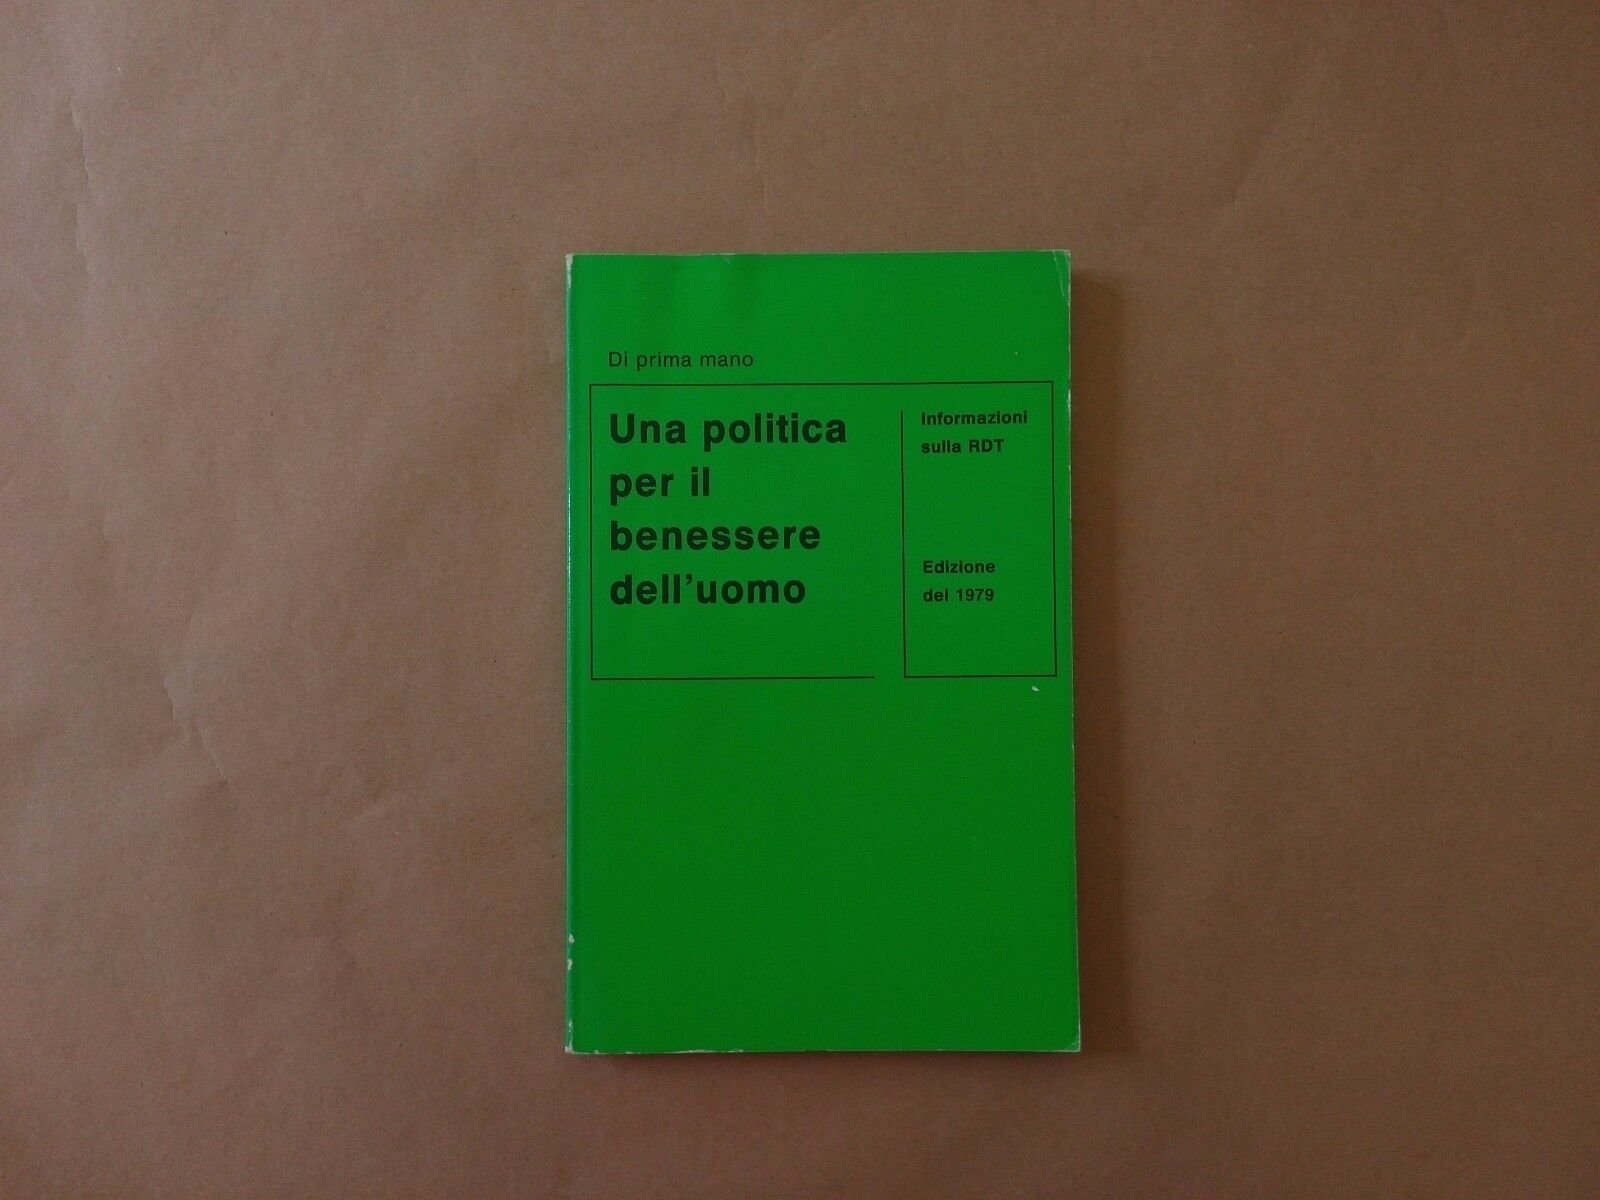 Di prima mano
Una politica
per il
benessere
dell'uomo
Informazioni
sulla RDT
Edizione
del 1979